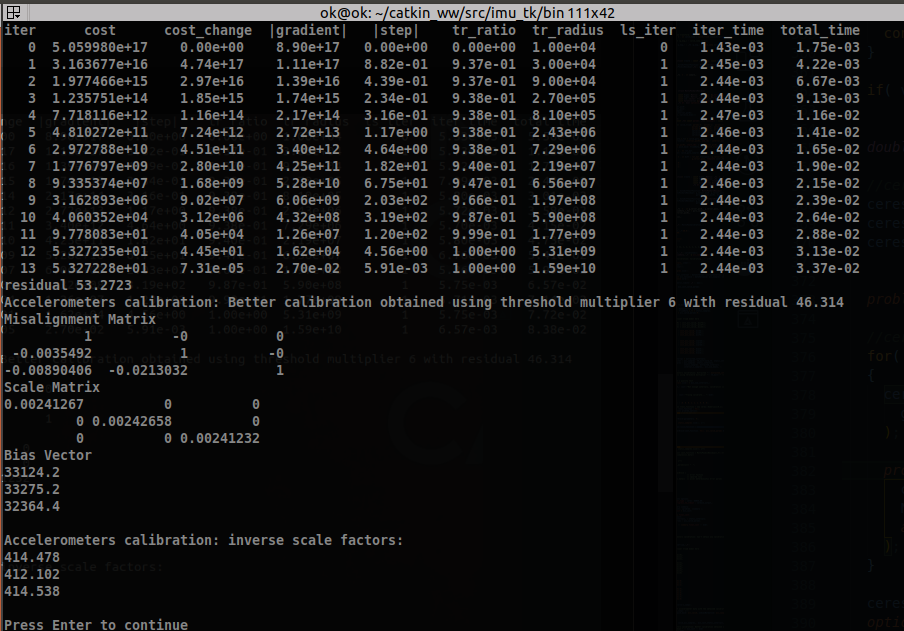 ok@ok: ~/catkin_ww/src/imu_tk/bin 111x42
iter cost cost_change |gradient| |step| tr_ratio tr_radius ls_iter iter_time total_time
0 5.059980e+17 0.00e+00 8.90e+17 0.00e+00 0.00e+00 1.00e+04 0 1.43e-03 1.75e-03
1 3.163677e+16 4.74e+17 1.11e+17 8.82e-01 9.37e-01 3.00e+04 1 2.45e-03 4.22e-03
2 1.977466e+15 2.97e+16 1.39e+16 4.39e-01 9.37e-01 9.00e+04 1 2.44e-03 6.67e-03
3 1.235751e+14 1.85e+15 1.74e+15 2.34e-01 9.38e-01 2.70e+05 1 2.44e-03 9.13e-03
4 7.718116e+12 1.16e+14 2.17e+14 3.16e-01 9.38e-01 8.10e+05 1 2.47e-03 1.16e-02
5 4.810272e+11 7.24e+12 2.72e+13 1.17e+00 9.38e-01 2.43e+06 1 2.46e-03 1.41e-02
6 2.972788e+10 4.51e+11 3.40e+12 4.64e+00 9.38e-01 7.29e+06 1 2.44e-03 1.65e-02
7 1.776797e+09 2.80e+10 4.25e+11 1.82e+01 9.40e-01 2.19e+07 1 2.44e-03 1.90e-02
8 9.335374e+07 1.68e+09 5.28e+10 6.75e+01 9.47e-01 6.56e+07 1 2.46e-03 2.15e-02
9 3.162893e+06 9.02e+07 6.06e+09 2.03e+02 9.66e-01 1.97e+08 1 2.44e-03 2.39e-02
10 4.060352e+04 3.12e+06 4.32e+08 3.19e+02 9.87e-01 5.90e+08 1 2.44e-03 2.64e-02
11 9.778083e+01 4.05e+04 1.26e+07 1.20e+02 9.99e-01 1.77e+09 1 2.44e-03 2.88e-02
12 5.327235e+01 4.45e+01 1.62e+04 4.56e+00 1.00e+00 5.31e+09 1 2.44e-03 3.13e-02
13 5.327228e+01 7.31e-05 2.70e-02 5.91e-03 1.00e+00 1.59e+10 1 2.44e-03 3.37e-02
residual 53.2723
Accelerometers calibration: Better calibration obtained using threshold multiplier 6 with residual 46.314
Misalignment Matrix
1 -0 0
-0.0035492 1 -0
-0.00890406 -0.0213032 1
Scale Matrix
0.00241267 0 0
0 0.00242658 0
0 0 0.00241232
Bias Vector
33124.2
33275.2
32364.4
Accelerometers calibration: inverse scale factors:
414.478
412.102
414.538
Press Enter to continue